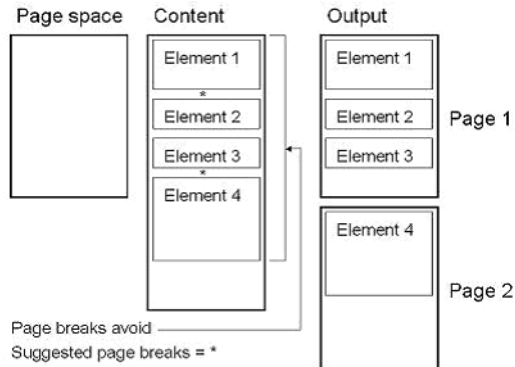 Page space
Content
Output
Element 1
*
Element 2
Element 3
*
Element 4
Element 1
Element 2
Element 3
Page 1
Element 4
Page 2
Page breaks avoid
Suggested page breaks = *